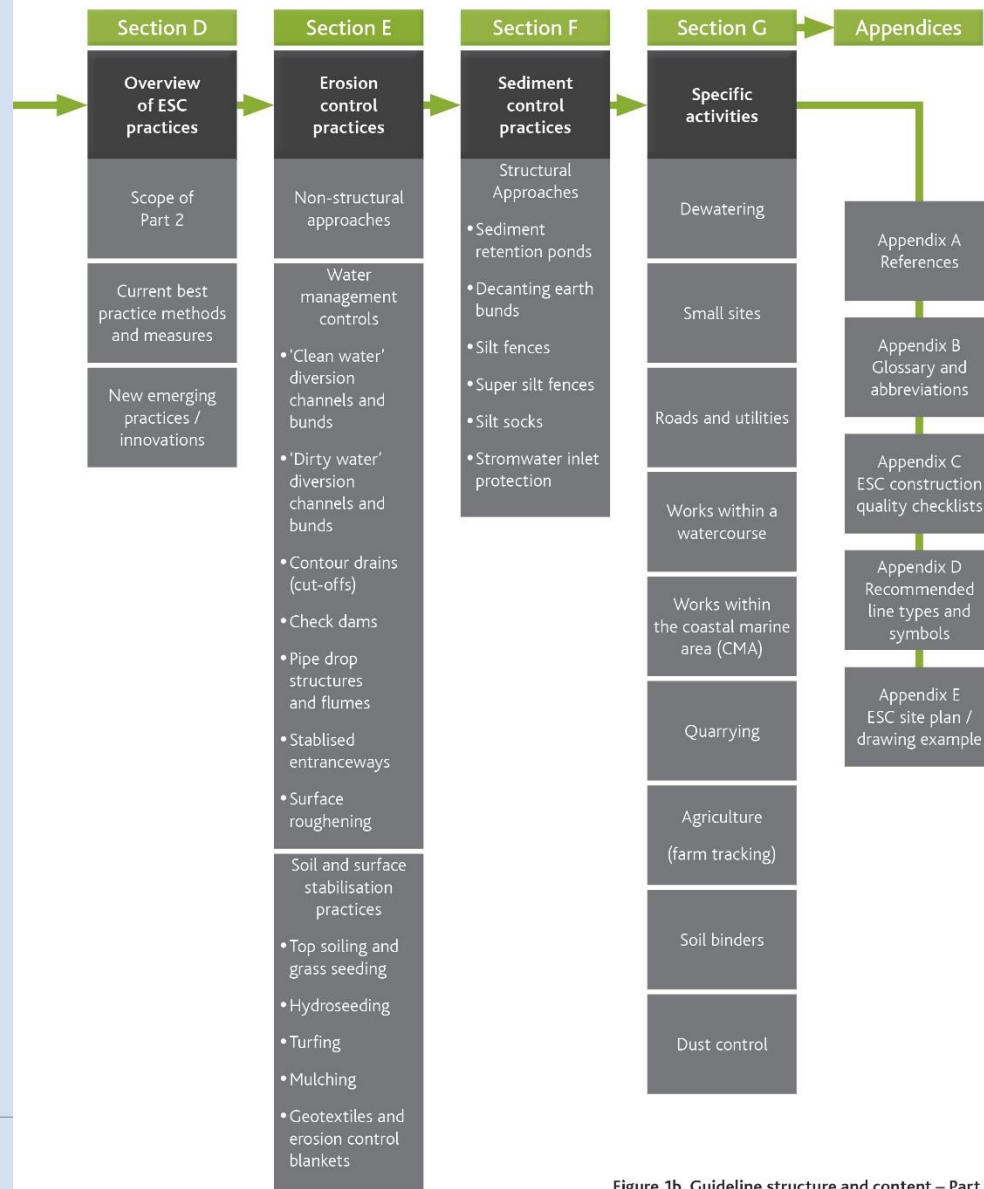 Section D
Overview
of ESC
practices
Scope of
Part 2
Current best
practice methods
and measures
New emerging
practices /
innovations
Section E
Erosion
control
practices
Non-structural
approaches
Water
management
controls
• 'Clean water'
diversion
channels and
bunds
• 'Dirty water'
diversion
channels and
bunds
• Contour drains
(cut-offs)
• Check dams
• Pipe drop
structures
and flumes
• Stablised
entranceways
• Surface
roughening
Soil and surface
stabilisation
practices
• Top soiling and
grass seeding
• Hydroseeding
• Turfing
• Mulching
• Geotextiles and
erosion control
blankets
Section F
Sediment
control
practices
Structural
Approaches
• Sediment
retention ponds
• Decanting earth
bunds
• Silt fences
• Super silt fences
• Silt socks
• Stromwater inlet
protection
Section G
Specific
activities
Dewatering
Small sites
Roads and utilities
Works within a
watercourse
Works within
the coastal marine
area (CMA)
Quarrying
Agriculture
(farm tracking)
Soil binders
Dust control
Appendices
Appendix A
References
Appendix B
Glossary and
abbreviations
Appendix C
ESC construction
quality checklists
Appendix D
Recommended
line types and
symbols
Appendix E
ESC site plan /
drawing example
Figure 1b Guideline structure and content – Part